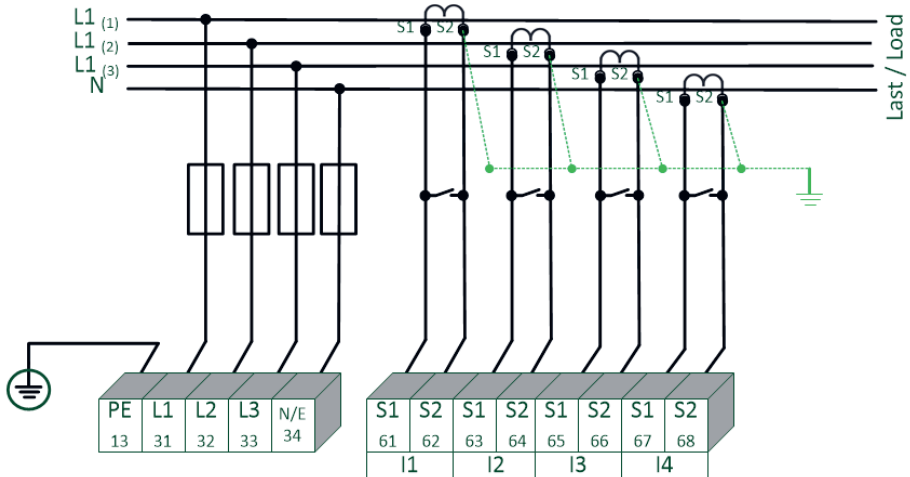 L1 (1)
L1 (2)
L1 (3)
N
S1 S2
S1 S2
S1 S2
S1 S2
Last / Load
PE L1 L2 L3 N/E
13 31 32 33 34
S1 S2 S1 S2 S1 S2 S1 S2
61 62 63 64 65 66 67 68
I1 I2 I3 I4